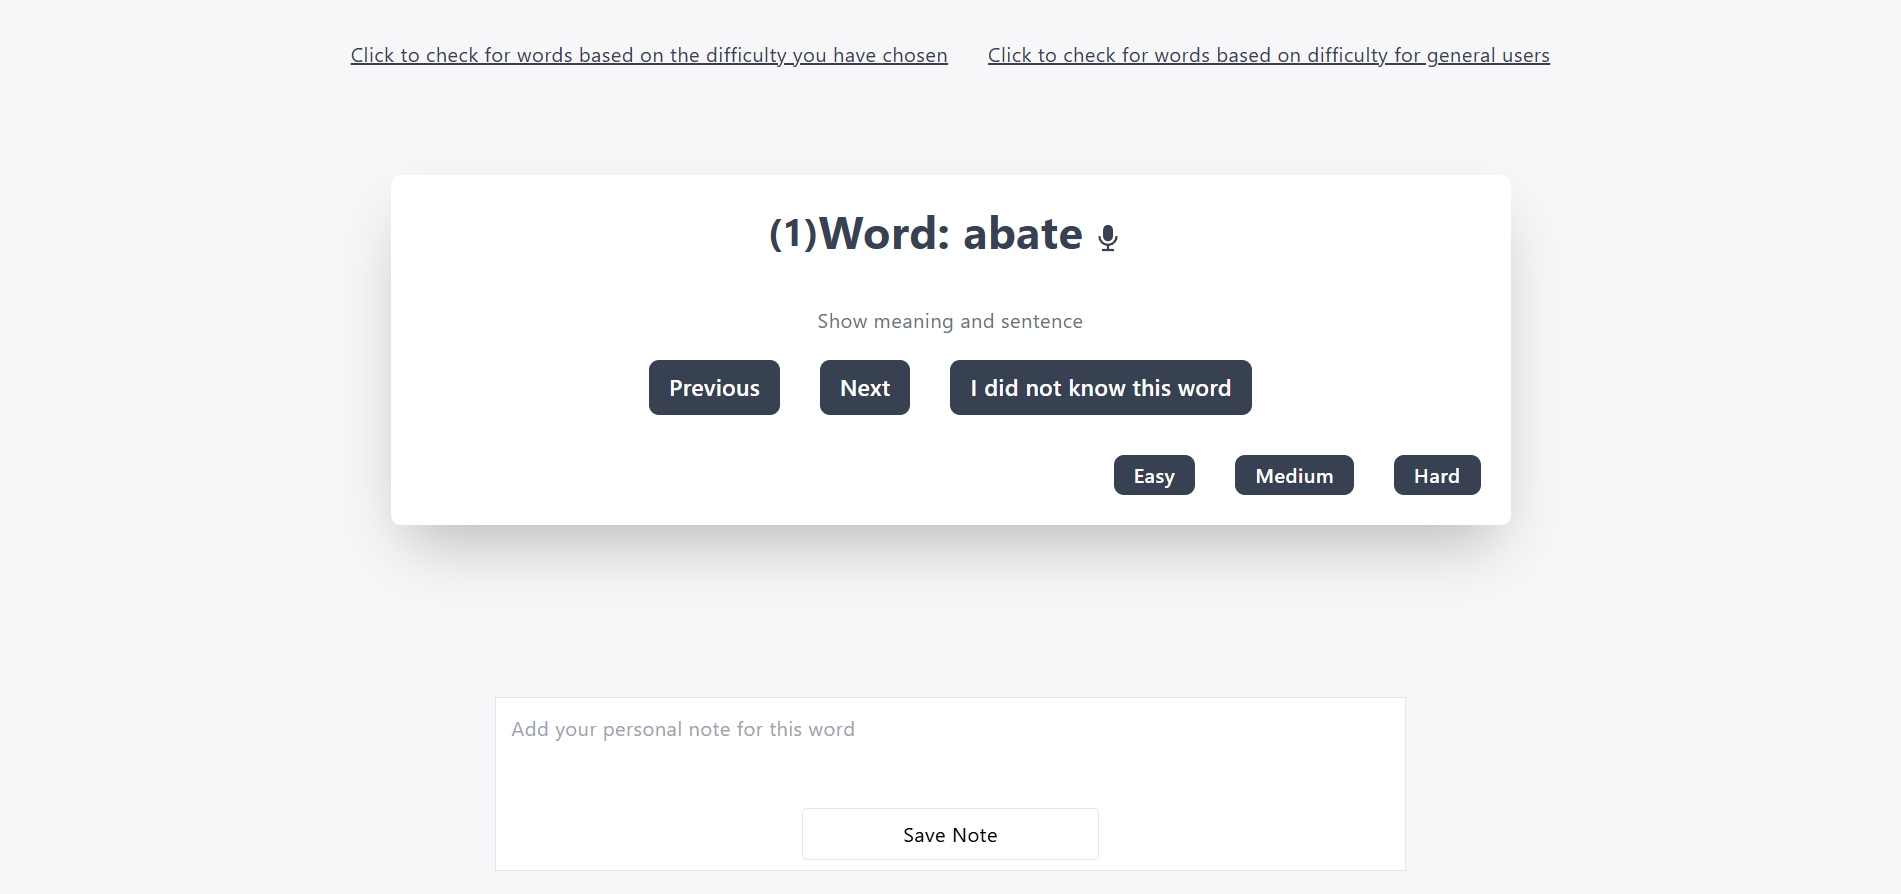 Click to check for words based on the difficulty you have chosen
Click to check for words based on difficulty for general users
(1)Word: abate
Show meaning and sentence
Previous
Next
I did not know this word
Easy
Medium
Hard
Add your personal note for this word
Save Note